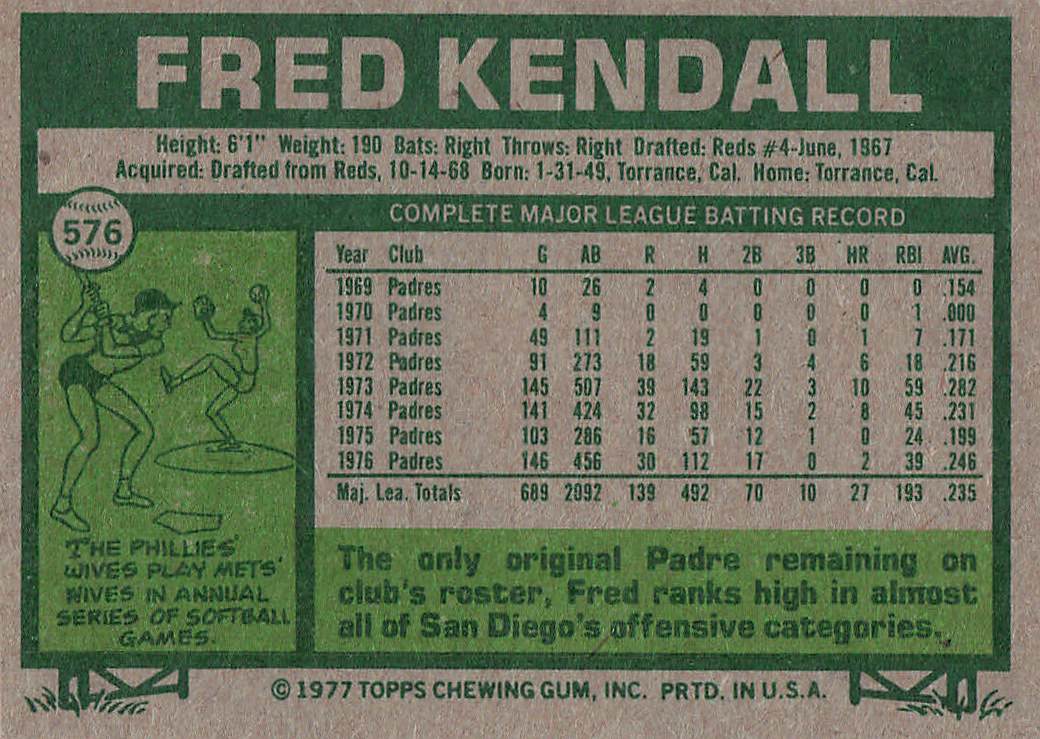 FRED KENDALL
Height: 6'1" Weight: 190 Bats: Right Throws: Right Drafted: Reds #4-June, 1967
Acquired: Drafted from Reds, 10-14-68 Born: 1-31-49, Torrance, Cal. Home: Torrance, Cal.
576
COMPLETE MAJOR LEAGUE BATTING RECORD
Year Club G AB R H 2B 3B HR RBI AVG.
1969 Padres 10 26 2 4 0 0 0 0 .154
1970 Padres 4 9 0 0 0 0 0 1 .000
1971 Padres 49 111 2 19 1 0 1 7 .171
1972 Padres 91 273 18 59 3 4 6 18 .216
1973 Padres 145 507 39 143 22 3 10 59 .282
1974 Padres 141 424 32 98 15 2 8 45 .231
1975 Padres 103 286 16 57 12 1 0 24 .199
1976 Padres 146 456 30 112 17 0 2 39 .246
Maj. Lea. Totals 689 2092 139 492 70 10 27 193 .235
THE PHILLIES'
WIVES PLAY METS'
WIVES IN ANNUAL
SERIES OF SOFTBALL
GAMES.
The only original Padre remaining on
club's roster, Fred ranks high in almost
all of San Diego's offensive categories.
© 1977 TOPPS CHEWING GUM, INC. PRTD. IN U.S.A.